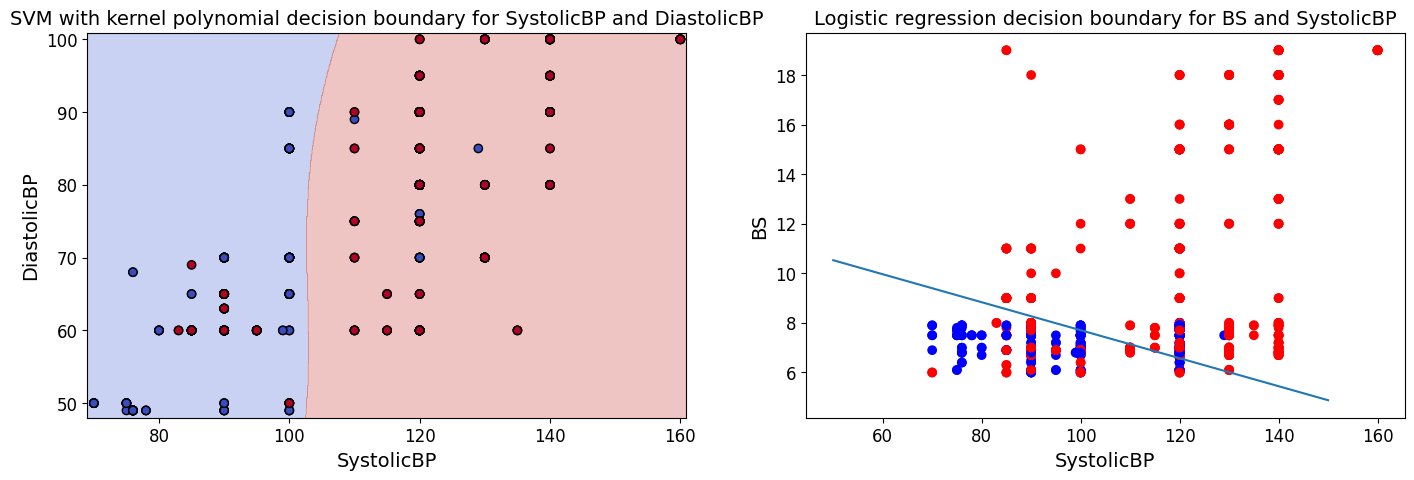 SVM with kernel polynomial decision boundary for SystolicBP and DiastolicBP
100
90
80
70
60
50
DiastolicBP
80 100 120 140 160
SystolicBP
Logistic regression decision boundary for BS and SystolicBP
18
16
14
12
10
8
6
BS
60 80 100 120 140 160
SystolicBP